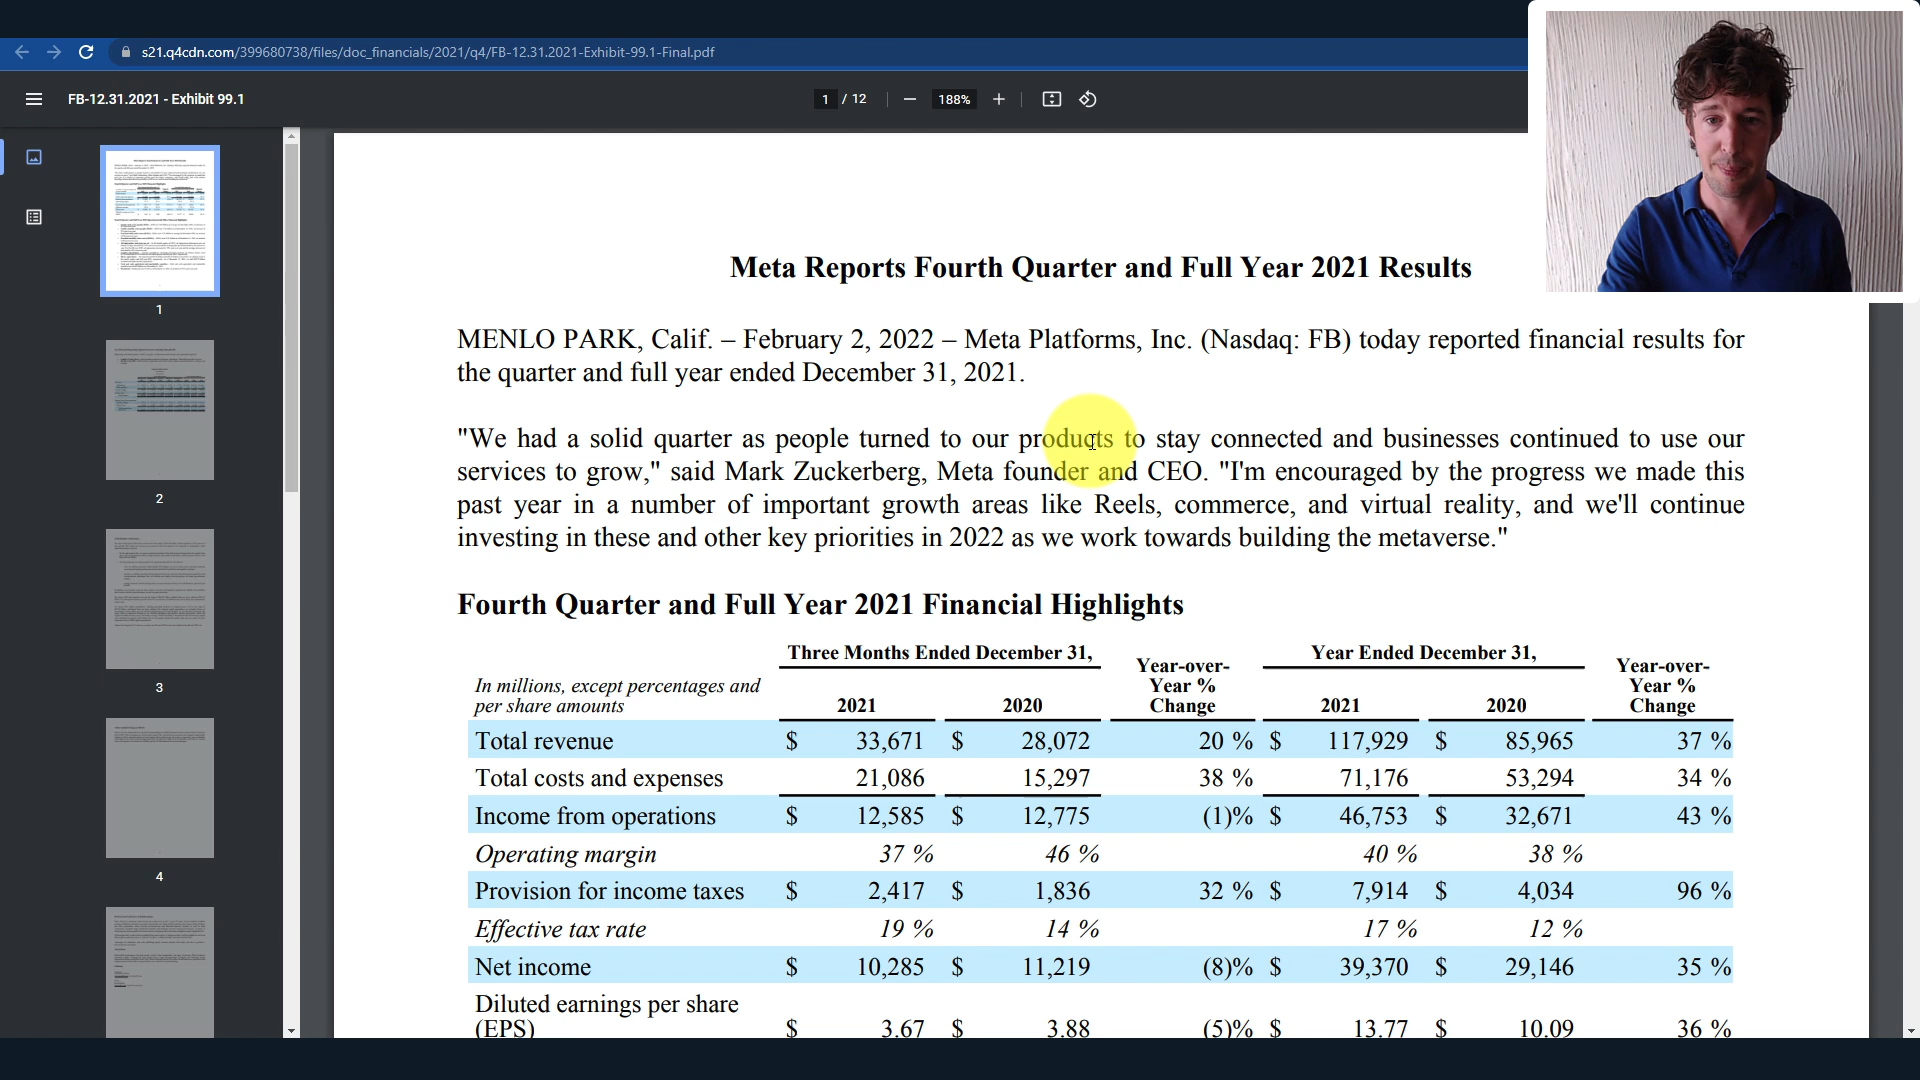 s21.q4cdn.com/399680738/files/doc_financials/2021/q4/FB-12.31.2021-Exhibit-99.1-Final.pdf
FB-12.31.2021 - Exhibit 99.1
1 / 12
188%
1
2
3
4
Meta Reports Fourth Quarter and Full Year 2021 Results
MENLO PARK, Calif. – February 2, 2022 – Meta Platforms, Inc. (Nasdaq: FB) today reported financial results for
the quarter and full year ended December 31, 2021.
"We had a solid quarter as people turned to our products to stay connected and businesses continued to use our
services to grow," said Mark Zuckerberg, Meta founder and CEO. "I'm encouraged by the progress we made this
past year in a number of important growth areas like Reels, commerce, and virtual reality, and we'll continue
investing in these and other key priorities in 2022 as we work towards building the metaverse."
Fourth Quarter and Full Year 2021 Financial Highlights
Three Months Ended December 31, Year-over-Year % Change Year Ended December 31, Year-over-Year % Change
In millions, except percentages and
per share amounts 2021 2020 2021 2020
Total revenue $ 33,671 $ 28,072 20 % $ 117,929 $ 85,965 37 %
Total costs and expenses 21,086 15,297 38 % 71,176 53,294 34 %
Income from operations $ 12,585 $ 12,775 (1)% $ 46,753 $ 32,671 43 %
Operating margin 37 % 46 % 40 % 38 %
Provision for income taxes $ 2,417 $ 1,836 32 % $ 7,914 $ 4,034 96 %
Effective tax rate 19 % 14 % 17 % 12 %
Net income $ 10,285 $ 11,219 (8)% $ 39,370 $ 29,146 35 %
Diluted earnings per share
(EPS) $ 3.67 $ 3.88 (5)% $ 13.77 $ 10.09 36 %